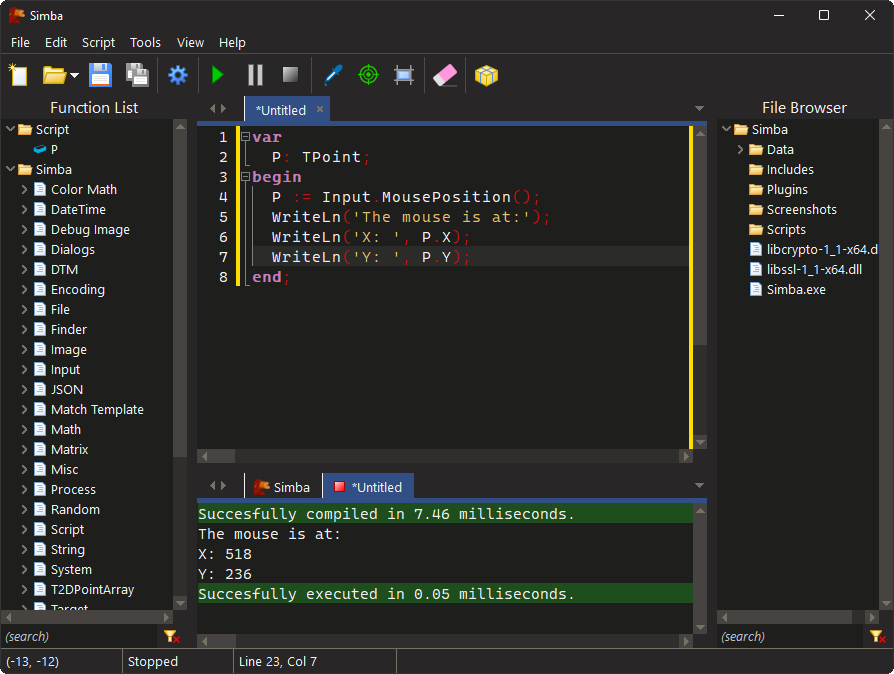 Simba
File Edit Script Tools View Help
Function List
Script
P
Simba
Color Math
DateTime
Debug Image
Dialogs
DTM
Encoding
File
Finder
Image
Input
JSON
Match Template
Math
Matrix
Misc
Process
Random
Script
String
System
T2DPointArray
Target
(search)
*Untitled
1 var
2 P: TPoint;
3 begin
4 P := Input.MousePosition();
5 WriteLn('The mouse is at:');
6 WriteLn('X: ', P.X);
7 WriteLn('Y: ', P.Y);
8 end;
Simba *Untitled
Succesfully compiled in 7.46 milliseconds.
The mouse is at:
X: 518
Y: 236
Succesfully executed in 0.05 milliseconds.
File Browser
Simba
Data
Includes
Plugins
Screenshots
Scripts
libcrypto-1_1-x64.d
libssl-1_1-x64.dll
Simba.exe
(search)
(-13, -12) Stopped Line 23, Col 7